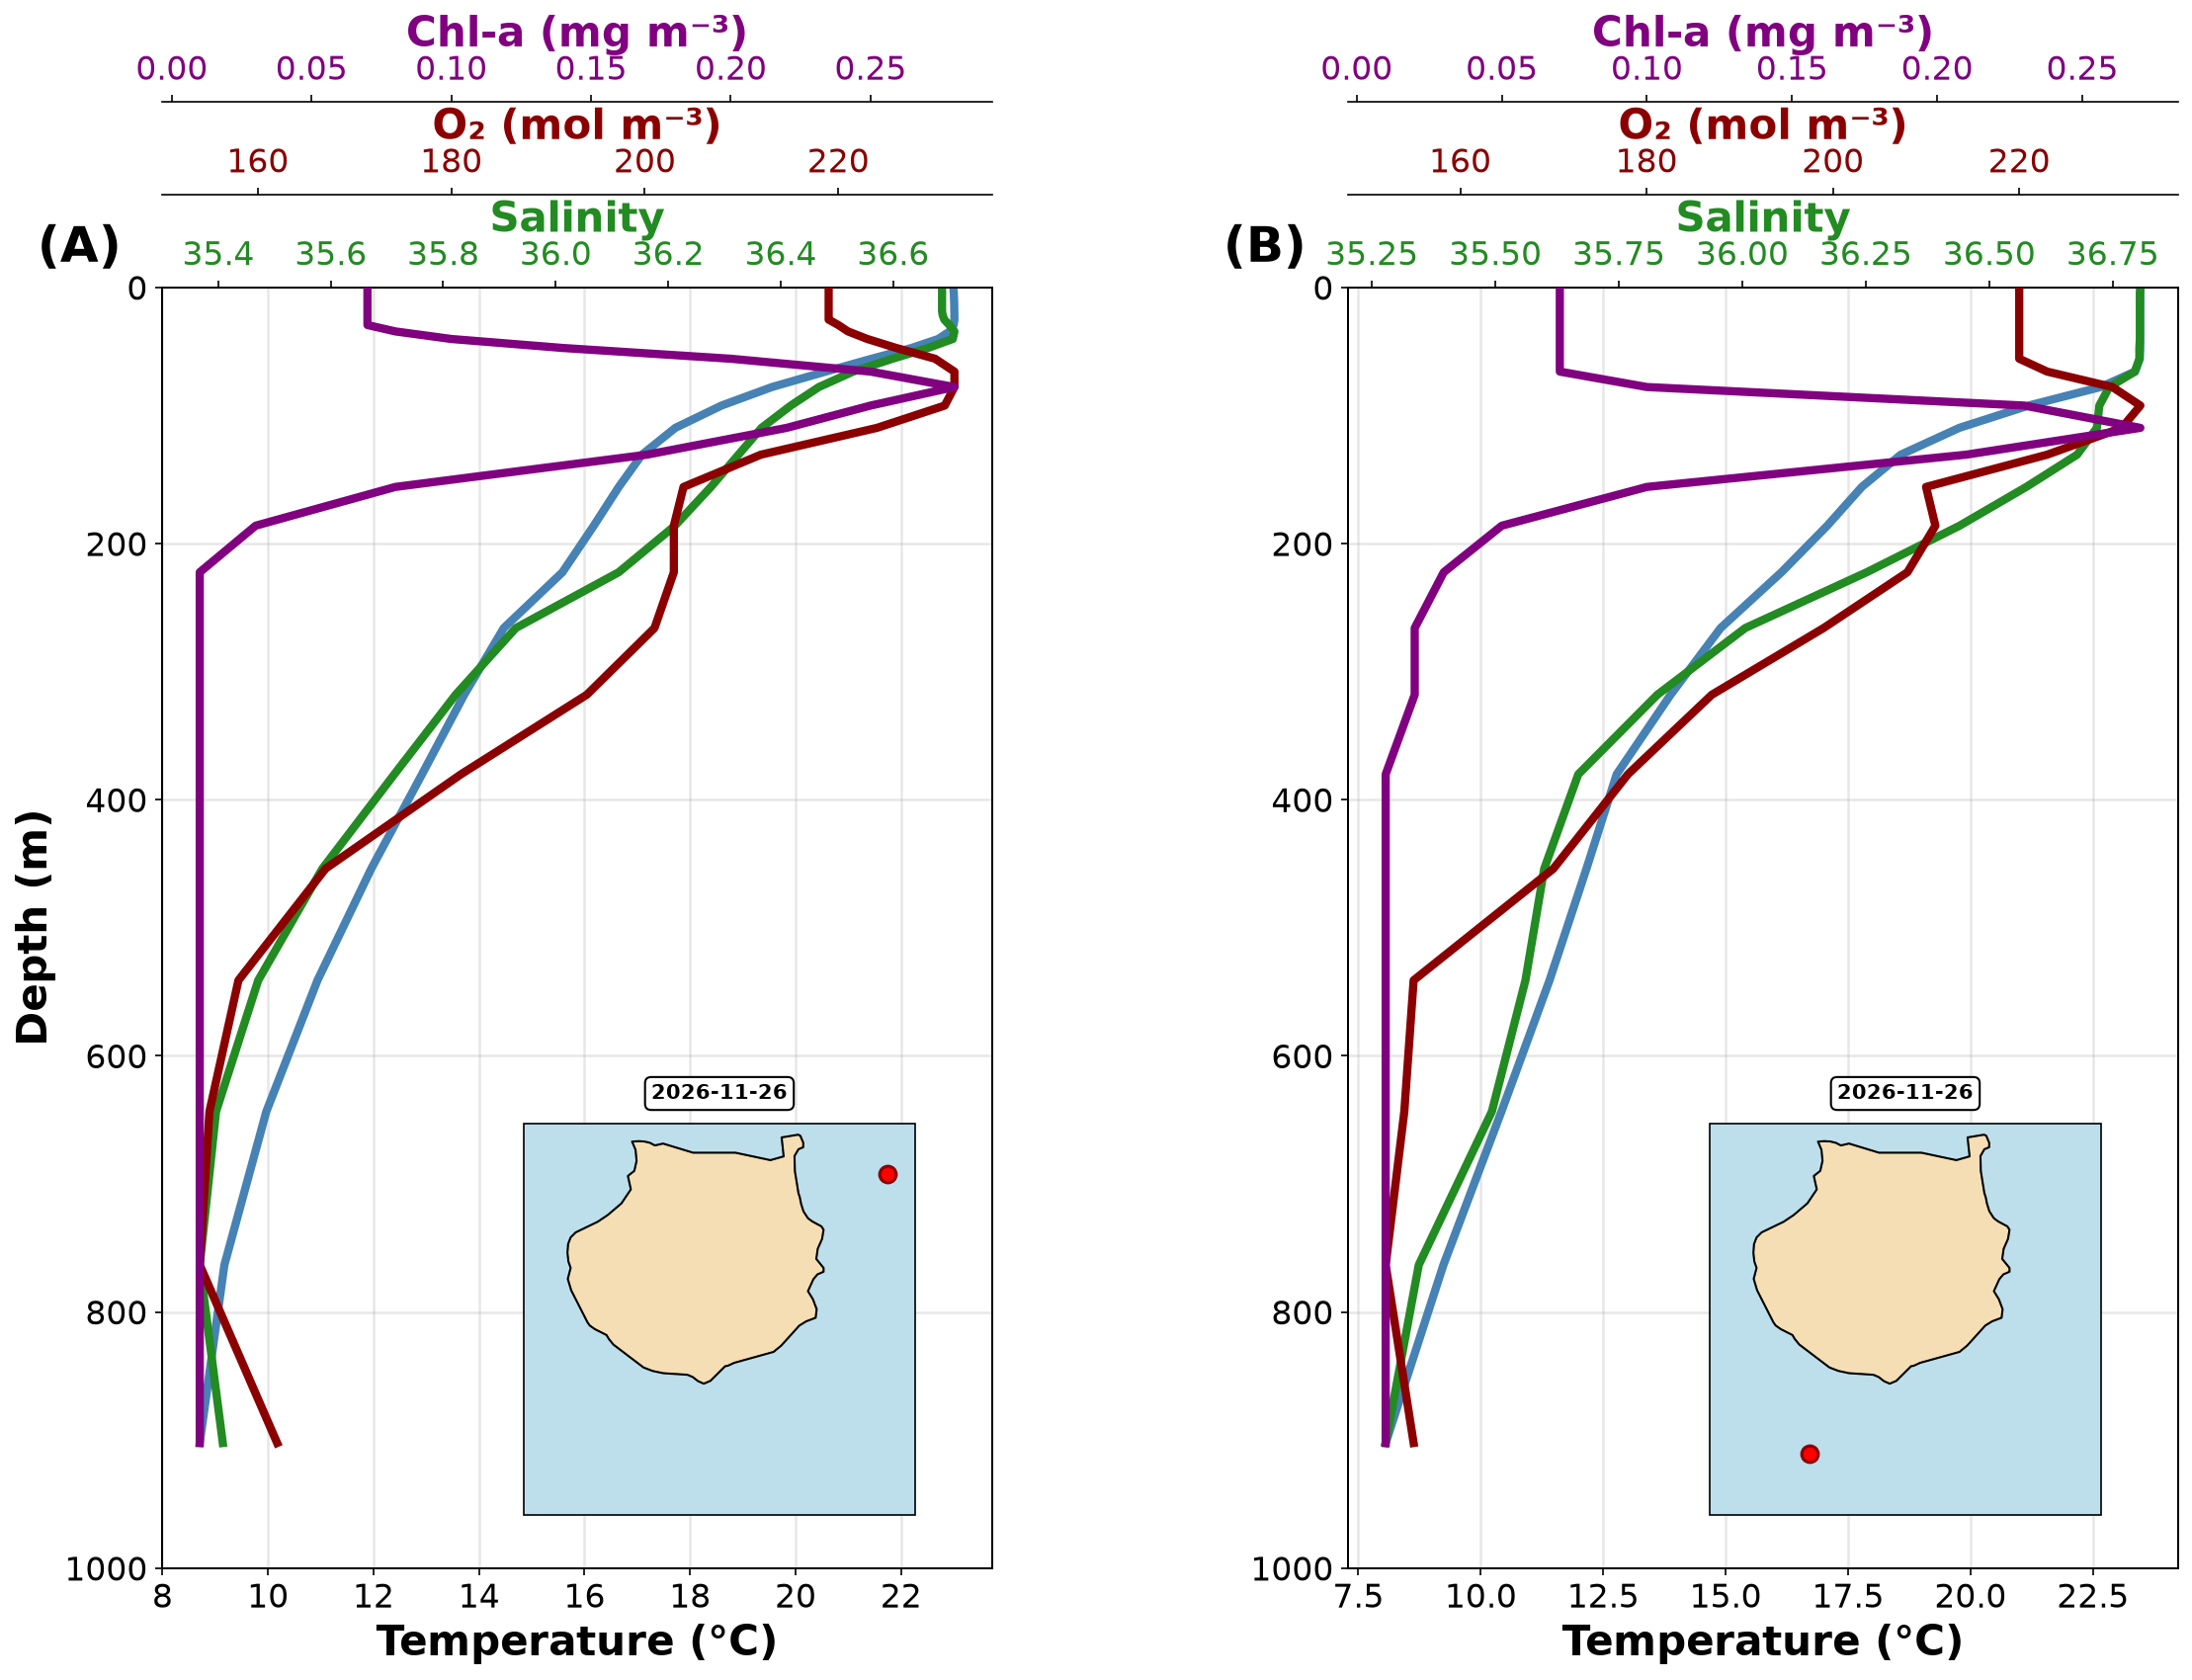 Chl-a (mg m⁻³)
0.00 0.05 0.10 0.15 0.20 0.25
O₂ (mol m⁻³)
160 180 200 220
Salinity
(A)
35.4 35.6 35.8 36.0 36.2 36.4 36.6
0
200
400
600
800
1000
Depth (m)
2026-11-26
8 10 12 14 16 18 20 22
Temperature (°C)
Chl-a (mg m⁻³)
0.00 0.05 0.10 0.15 0.20 0.25
O₂ (mol m⁻³)
160 180 200 220
Salinity
(B)
35.25 35.50 35.75 36.00 36.25 36.50 36.75
0
200
400
600
800
1000
2026-11-26
7.5 10.0 12.5 15.0 17.5 20.0 22.5
Temperature (°C)